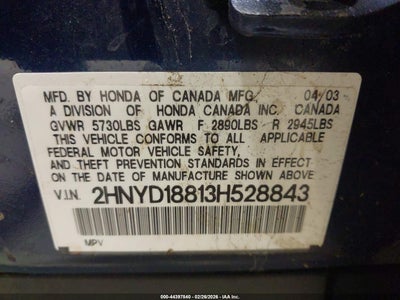 MFD. BY HONDA OF CANADA MFG. 04/03
A DIVISION OF HONDA CANADA INC. CANADA
GVWR 5730LBS GAWR F 2890LBS R 2945LBS
THIS VEHICLE CONFORMS TO ALL APPLICABLE
FEDERAL MOTOR VEHICLE SAFETY,
AND THEFT PREVENTION STANDARDS IN EFFECT
ON THE DATE OF MANUFACTURE SHOWN ABOVE.
V.I.N. 2HNYD18813H528843
MPV
000-44397840 - 02/26/2026 - IAA Inc.